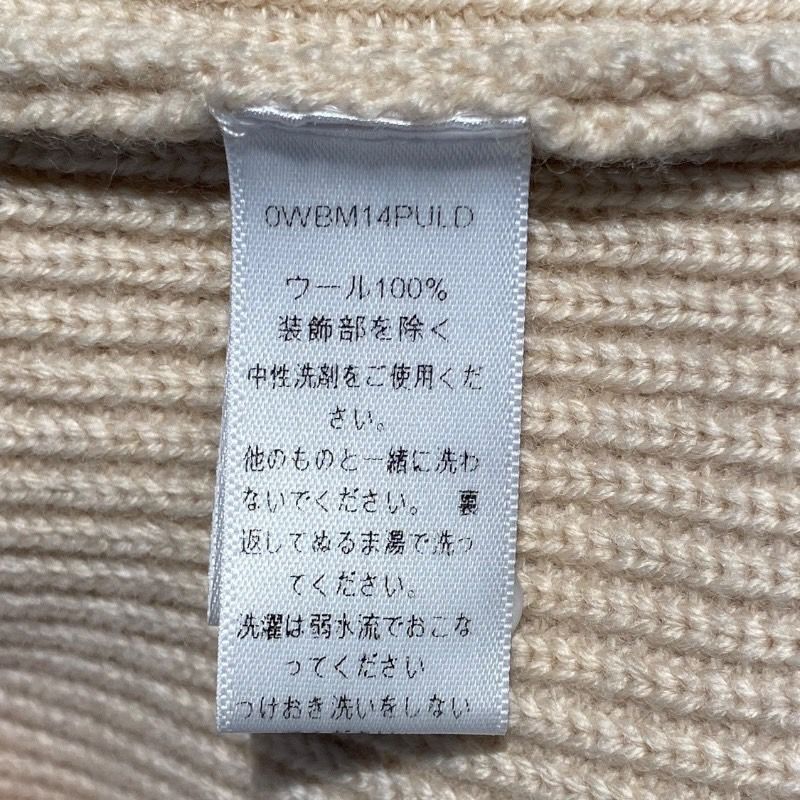 0WBM14PULD
ウール100%
装飾部を除く
中性洗剤をご使用くだ
さい。
他のものと一緒に洗わ
ないでください。 裏
返してぬるま湯で洗っ
てください。
洗濯は弱水流でおこな
ってください
つけおき洗いをしない